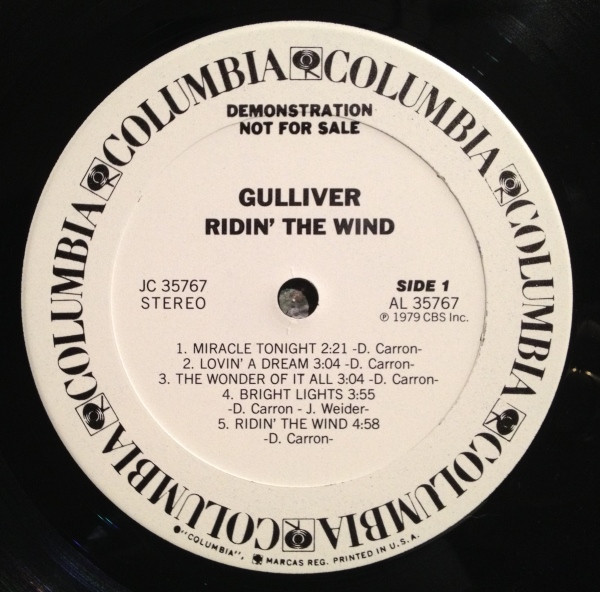 COLUMBIA COLUMBIA COLUMBIA COLUMBIA COLUMBIA COLUMBIA
DEMONSTRATION
NOT FOR SALE
GULLIVER
RIDIN' THE WIND
JC 35767
STEREO
SIDE 1
AL 35767
℗ 1979 CBS Inc.
1. MIRACLE TONIGHT 2:21 -D. Carron-
2. LOVIN' A DREAM 3:04 -D. Carron-
3. THE WONDER OF IT ALL 3:04 -D. Carron-
4. BRIGHT LIGHTS 3:55
-D. Carron - J. Weider-
5. RIDIN' THE WIND 4:58
-D. Carron-
"COLUMBIA", MARCAS REG. PRINTED IN U.S.A.